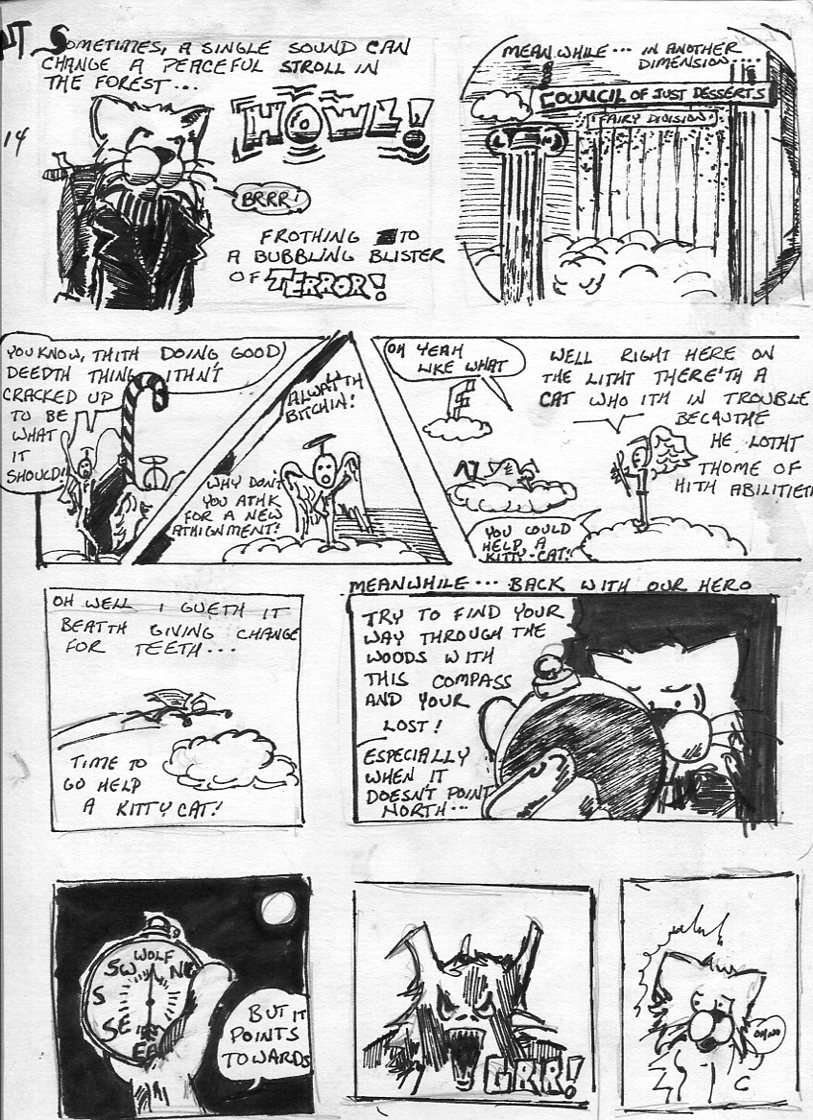 NT SOMETIMES, A SINGLE SOUND CAN
CHANGE A PEACEFUL STROLL IN
THE FOREST...
14
HOWL!
BRRR!
FROTHING TO
A BUBBLING BLISTER
OF TERROR!
MEANWHILE... IN ANOTHER
DIMENSION....
COUNCIL OF JUST DESSERTS
FAIRY DIVISION
YOU KNOW, THITH DOING GOOD
DEEDTH THING ITHN'T
CRACKED UP
TO BE
WHAT
IT
SHOULD!
ALWAYTH
BITCHIN!
WHY DON'T
YOU ATHK
FOR A NEW
ATHIGNMENT!
OH YEAH
LIKE WHAT
WELL RIGHT HERE ON
THE LITHT THERE'TH A
CAT WHO ITH IN TROUBLE
BECAUTHE
HE LOTHT
THOME OF
HITH ABILITIETH
YOU COULD
HELP A
KITTY-CAT!
OH WELL I GUETH IT
BEATTH GIVING CHANGE
FOR TEETH...
TIME TO
GO HELP
A KITTY CAT!
MEANWHILE... BACK WITH OUR HERO
TRY TO FIND YOUR
WAY THROUGH THE
WOODS WITH
THIS COMPASS
AND YOUR
LOST!
ESPECIALLY
WHEN IT
DOESN'T POINT
NORTH...
WOLF
SW
NE
S
SE
BUT IT
POINTS
TOWARDS
GRR!
OH NO